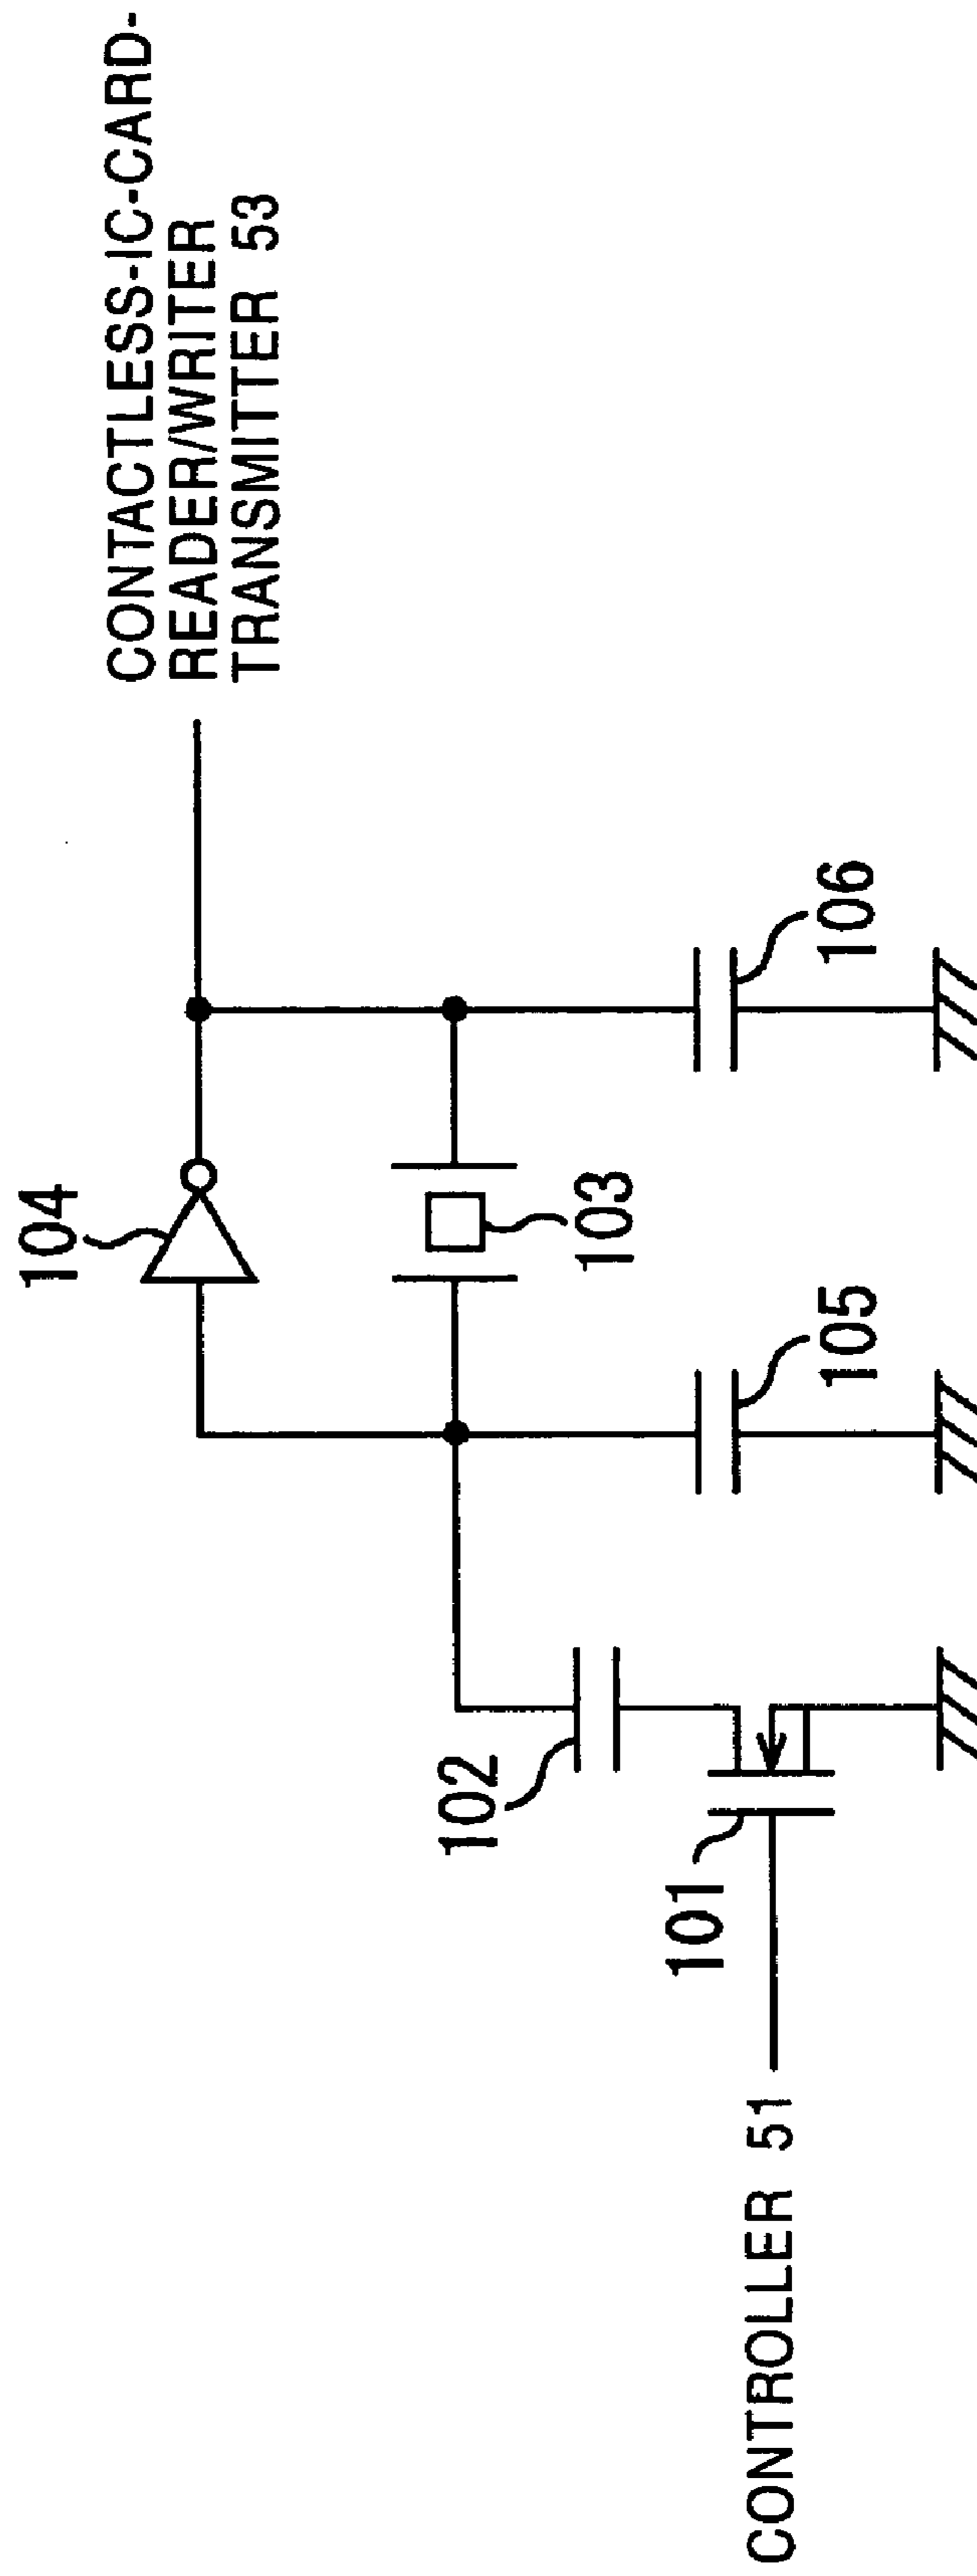 CONTACTLESS-IC-CARD-
READER/WRITER
TRANSMITTER 53
104
103
106
105
102
101
CONTROLLER 51